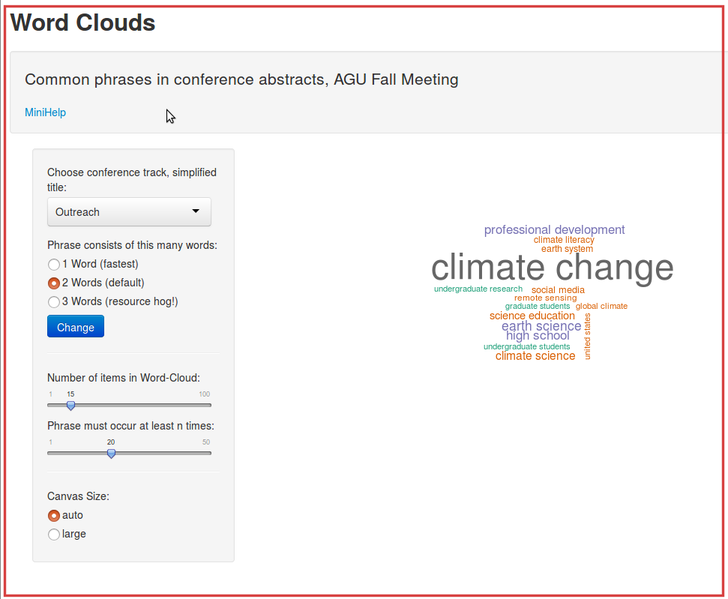 Word Clouds
Common phrases in conference abstracts, AGU Fall Meeting
MiniHelp
Choose conference track, simplified
title:
Outreach
Phrase consists of this many words:
1 Word (fastest)
2 Words (default)
3 Words (resource hog!)
Change
Number of items in Word-Cloud:
1 15 100
Phrase must occur at least n times:
1 20 50
Canvas Size:
auto
large
professional development
climate literacy
earth system
climate change
undergraduate research social media
remote sensing
graduate students global climate
science education
earth science
high school
united states
undergraduate students
climate science